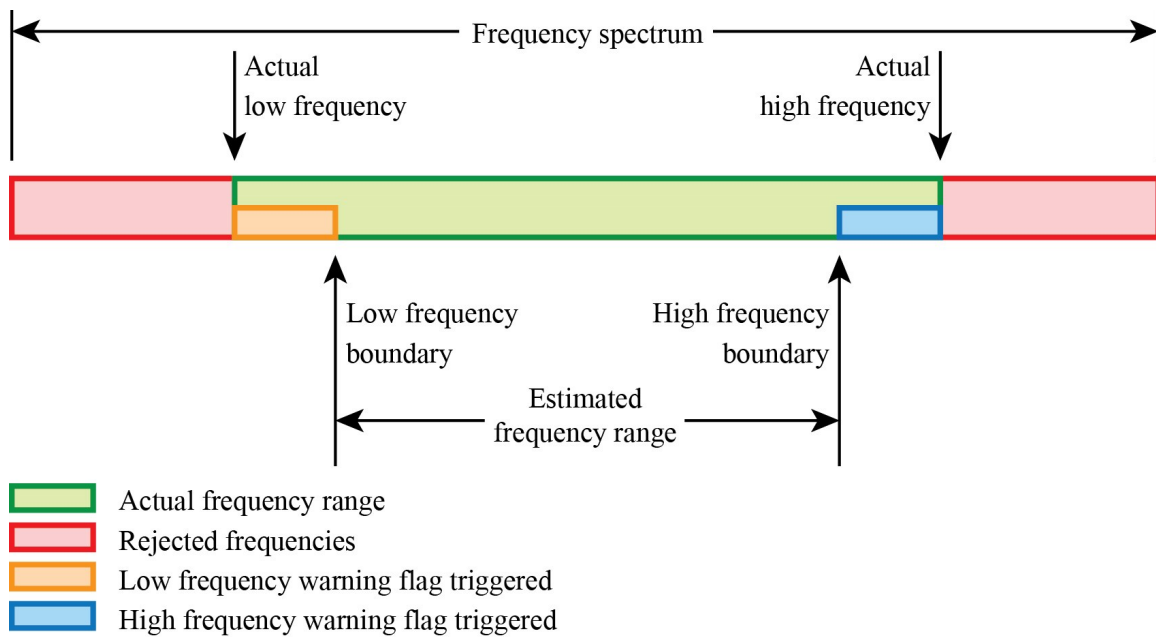 Frequency spectrum
Actual
low frequency
Actual
high frequency
Low frequency
boundary
High frequency
boundary
Estimated
frequency range
Actual frequency range
Rejected frequencies
Low frequency warning flag triggered
High frequency warning flag triggered